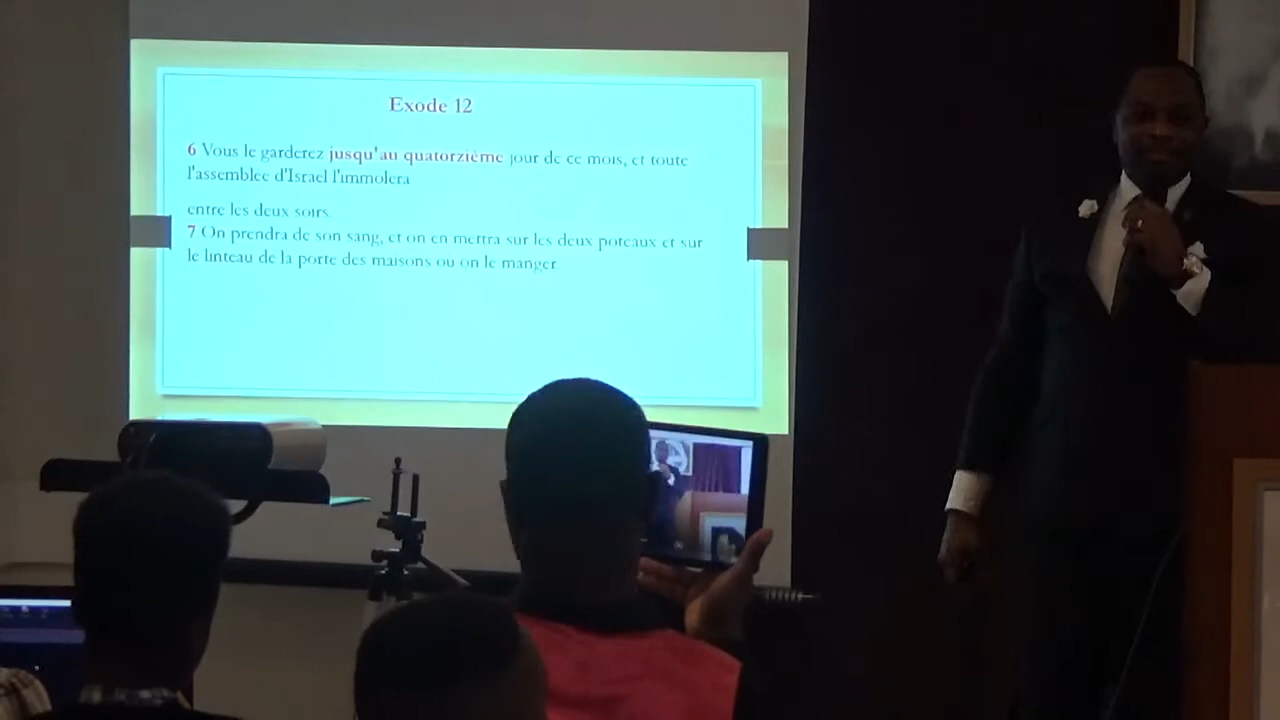 Exode 12
6 Vous le garderez jusqu'au quatorzième jour de ce mois, et toute
l'assemblee d'Israel l'immolera
entre les deux soirs.
7 On prendra de son sang, et on en mettra sur les deux poteaux et sur
le linteau de la porte des maisons ou on le manger